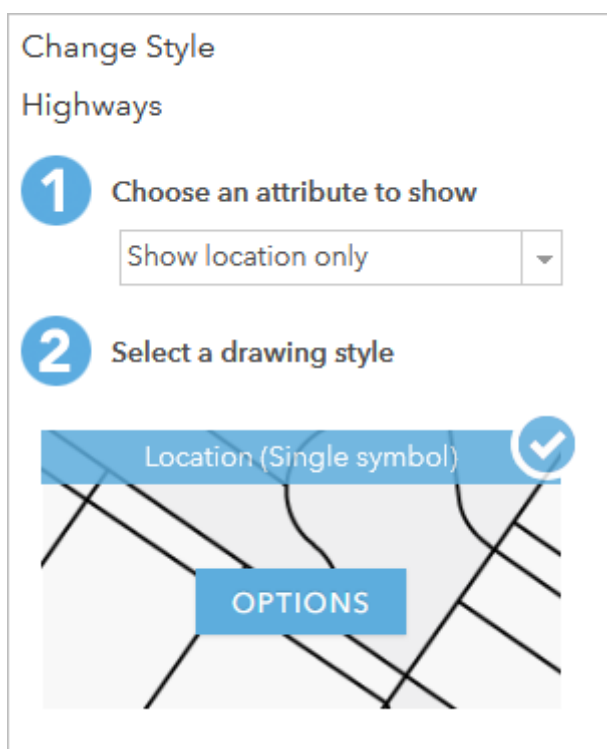 Change Style
Highways
1 Choose an attribute to show
Show location only
2 Select a drawing style
Location (Single symbol)
OPTIONS